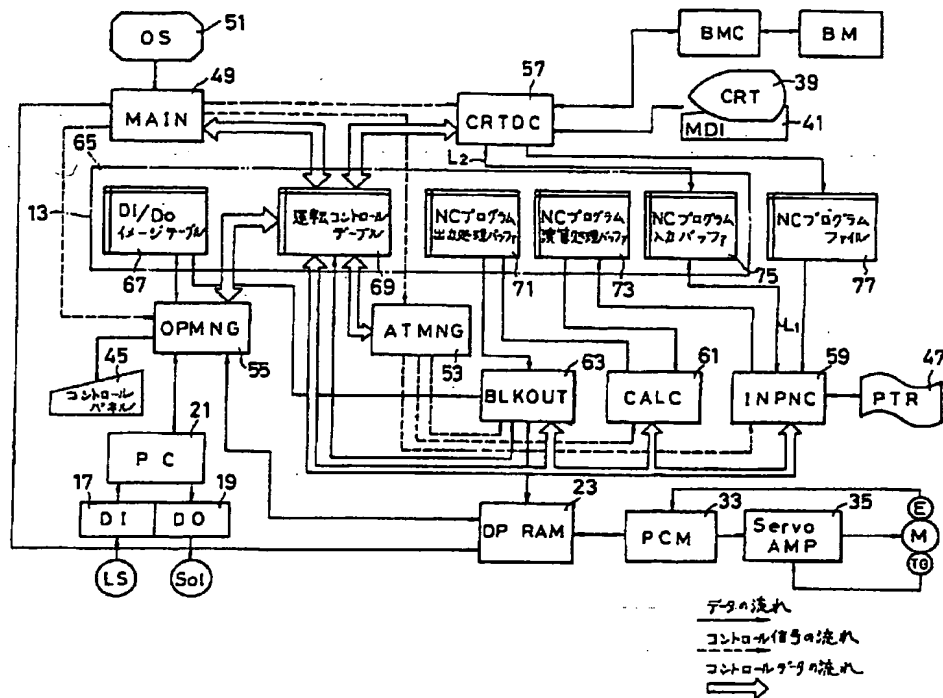 OS
51
49
MAIN
57
CRTDC
BMC
BM
CRT
39
MDI
41
L2
65
13
DI/DO
イメージテーブル
67
運転コントロール
テーブル
69
NCプログラム
出力処理バッファ
71
NCプログラム
演算処理バッファ
73
NCプログラム
入力バッファ
75
NCプログラム
ファイル
77
L1
OPMNG
55
ATMNG
53
45
コントロール
パネル
63
BLKOUT
61
CALC
59
INPNC
47
PTR
21
PC
17
DI
19
DO
LS
Sol
23
DP RAM
33
PCM
35
Servo
AMP
E
M
TG
データの流れ
コントロール信号の流れ
コントロールデータの流れ